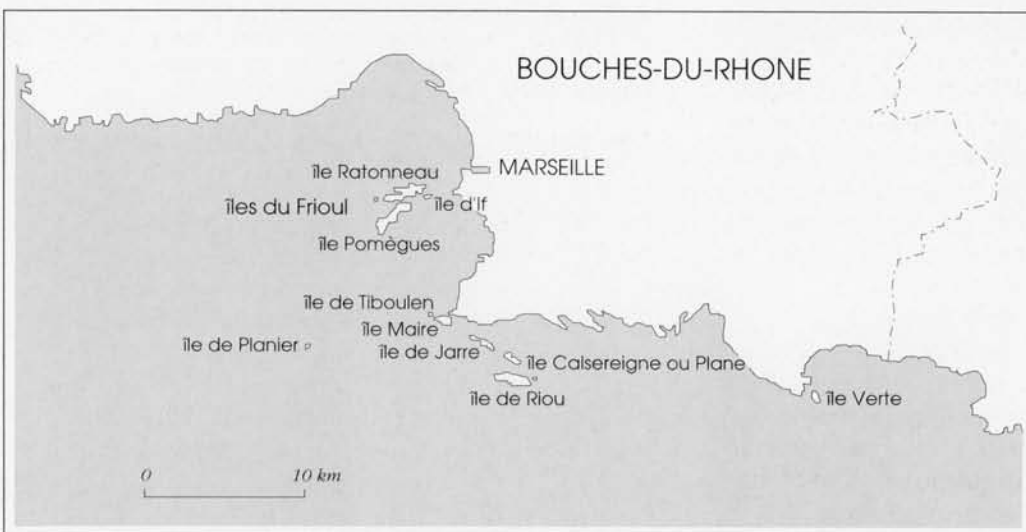 BOUCHES-DU-RHONE
MARSEILLE
île Ratonneau
îles du Frioul
île d'If
île Pomègues
île de Tiboulen
île Maire
île de Planier
île de Jarre
île Calsereigne ou Plane
île de Riou
île Verte
0 10 km